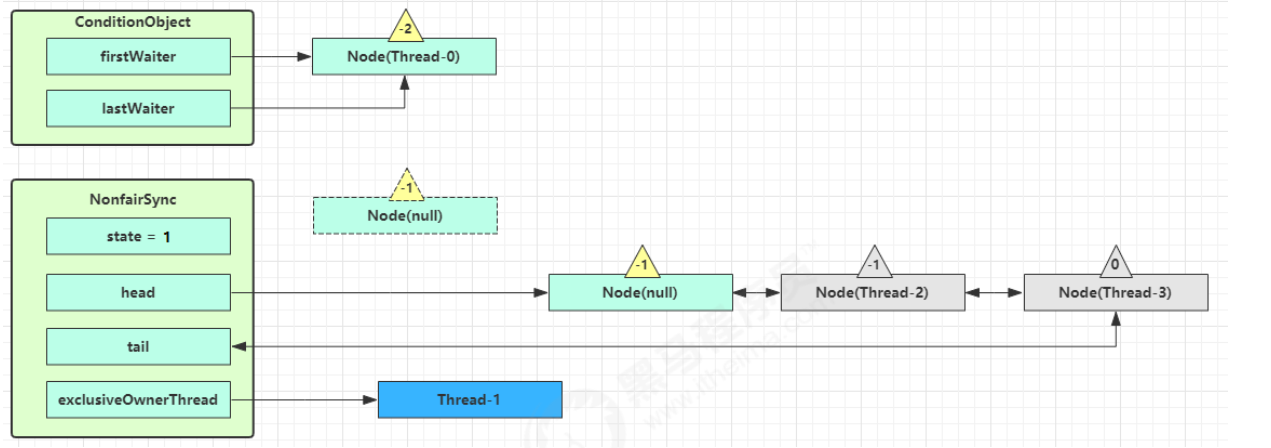 ConditionObject
-2
firstWaiter
Node(Thread-0)
lastWaiter
-1
NonfairSync
Node(null)
state = 1
-1
-1
0
head
Node(null)
Node(Thread-2)
Node(Thread-3)
tail
exclusiveOwnerThread
Thread-1
黑马程序员
www.itheima.com